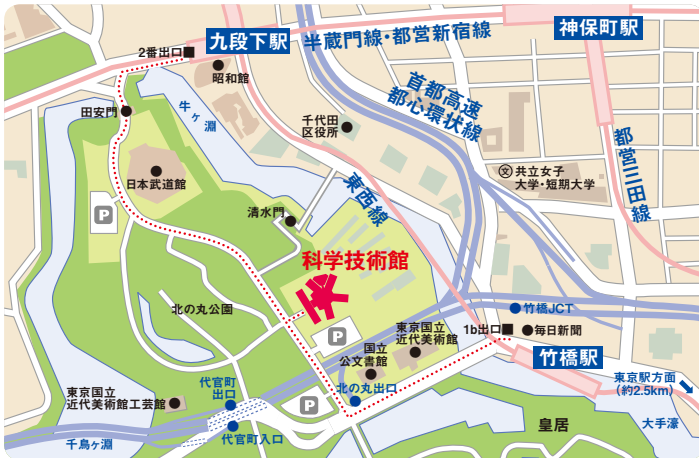 2番出口
九段下駅
半蔵門線・都営新宿線
神保町駅
昭和館
首都高速
都心環状線
田安門
牛ヶ淵
千代田
区役所
都営三田線
日本武道館
文
共立女子
大学・短期大学
東西線
P
清水門
科学技術館
北の丸公園
竹橋JCT
P
東京国立
近代美術館
1b出口
毎日新聞
国立
公文書館
竹橋駅
代官町
出口
北の丸出口
東京駅方面
(約2.5km)
東京国立
近代美術館工芸館
P
大手濠
皇居
千鳥ヶ淵
代官町入口